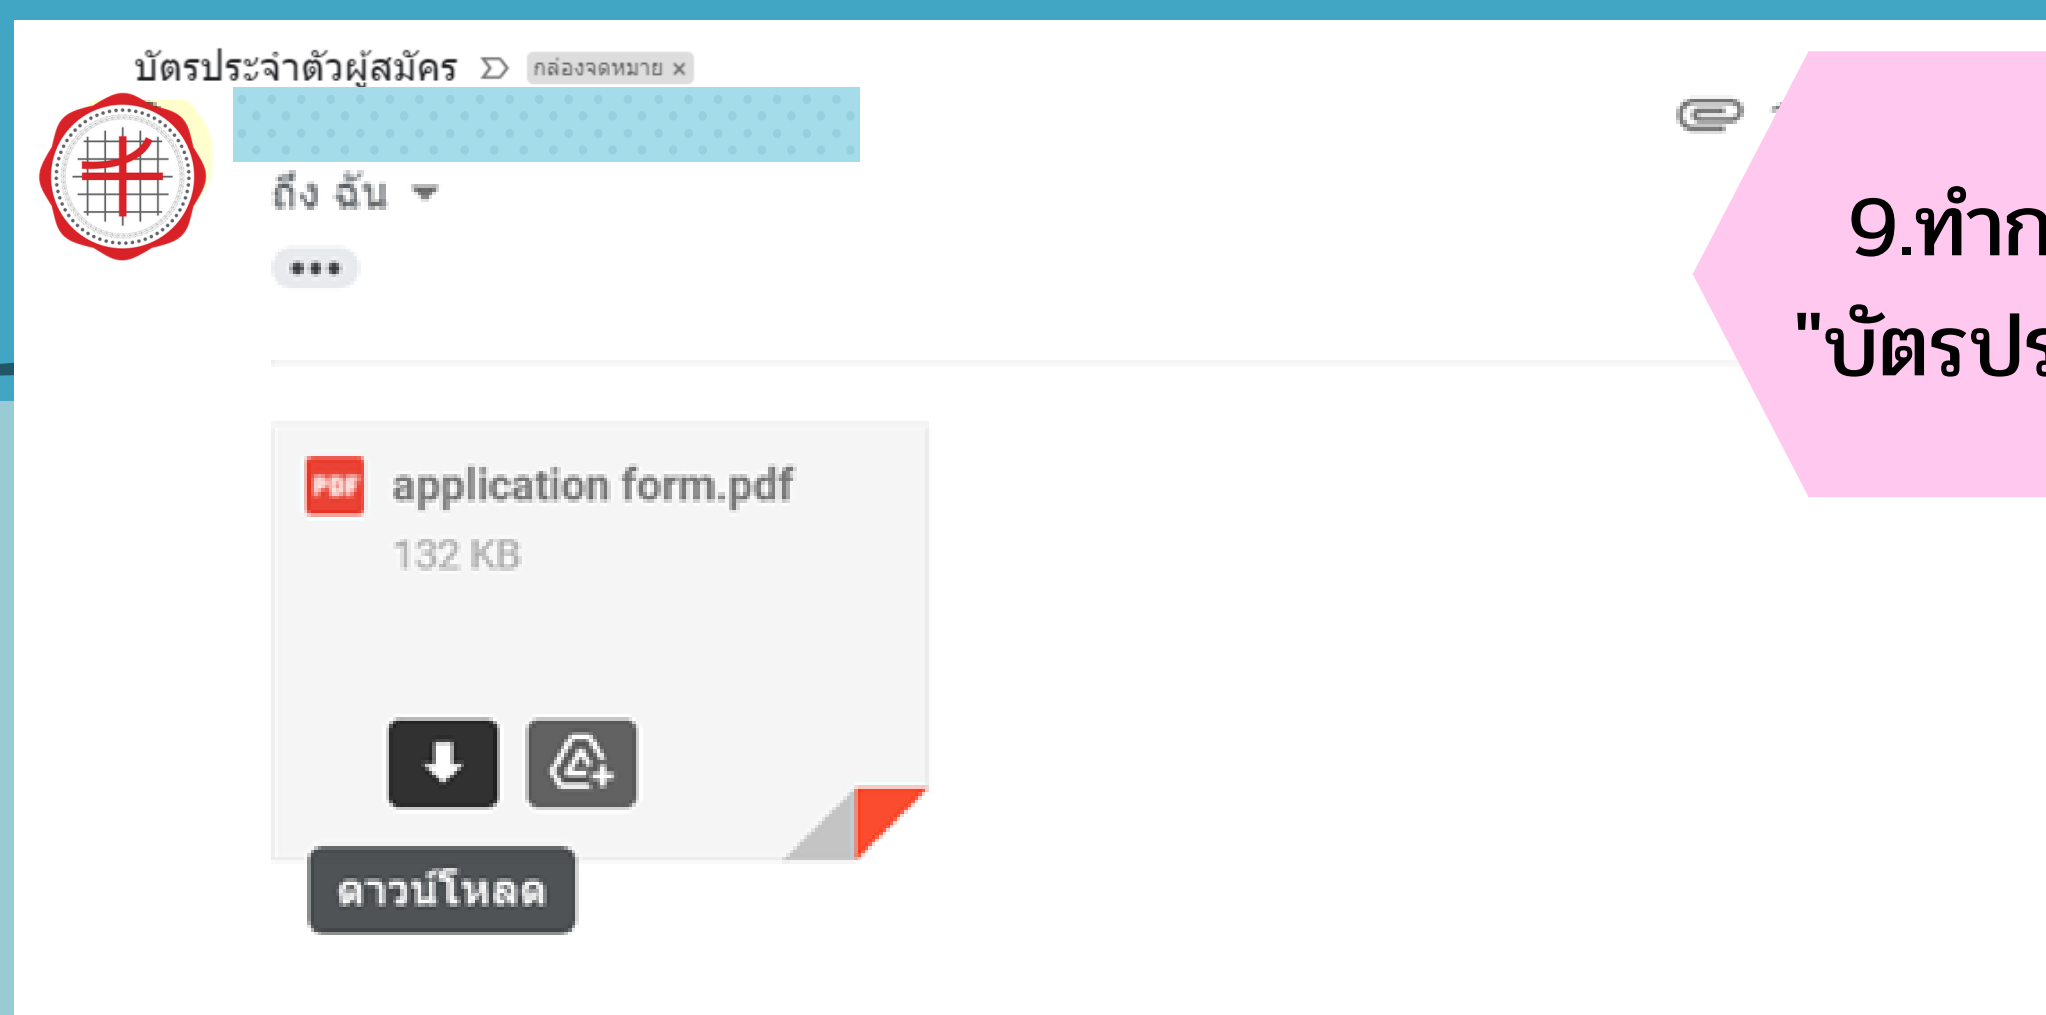 บัตรประจำตัวผู้สมัคร
กล่องจดหมาย x
ถึง ฉัน
9.ทำก
"บัตรปร
PDF
application form.pdf
132 KB
ดาวน์โหลด